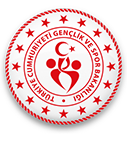 TÜRKİYE CUMHURİYETİ GENÇLİK VE SPOR BAKANLIĞI